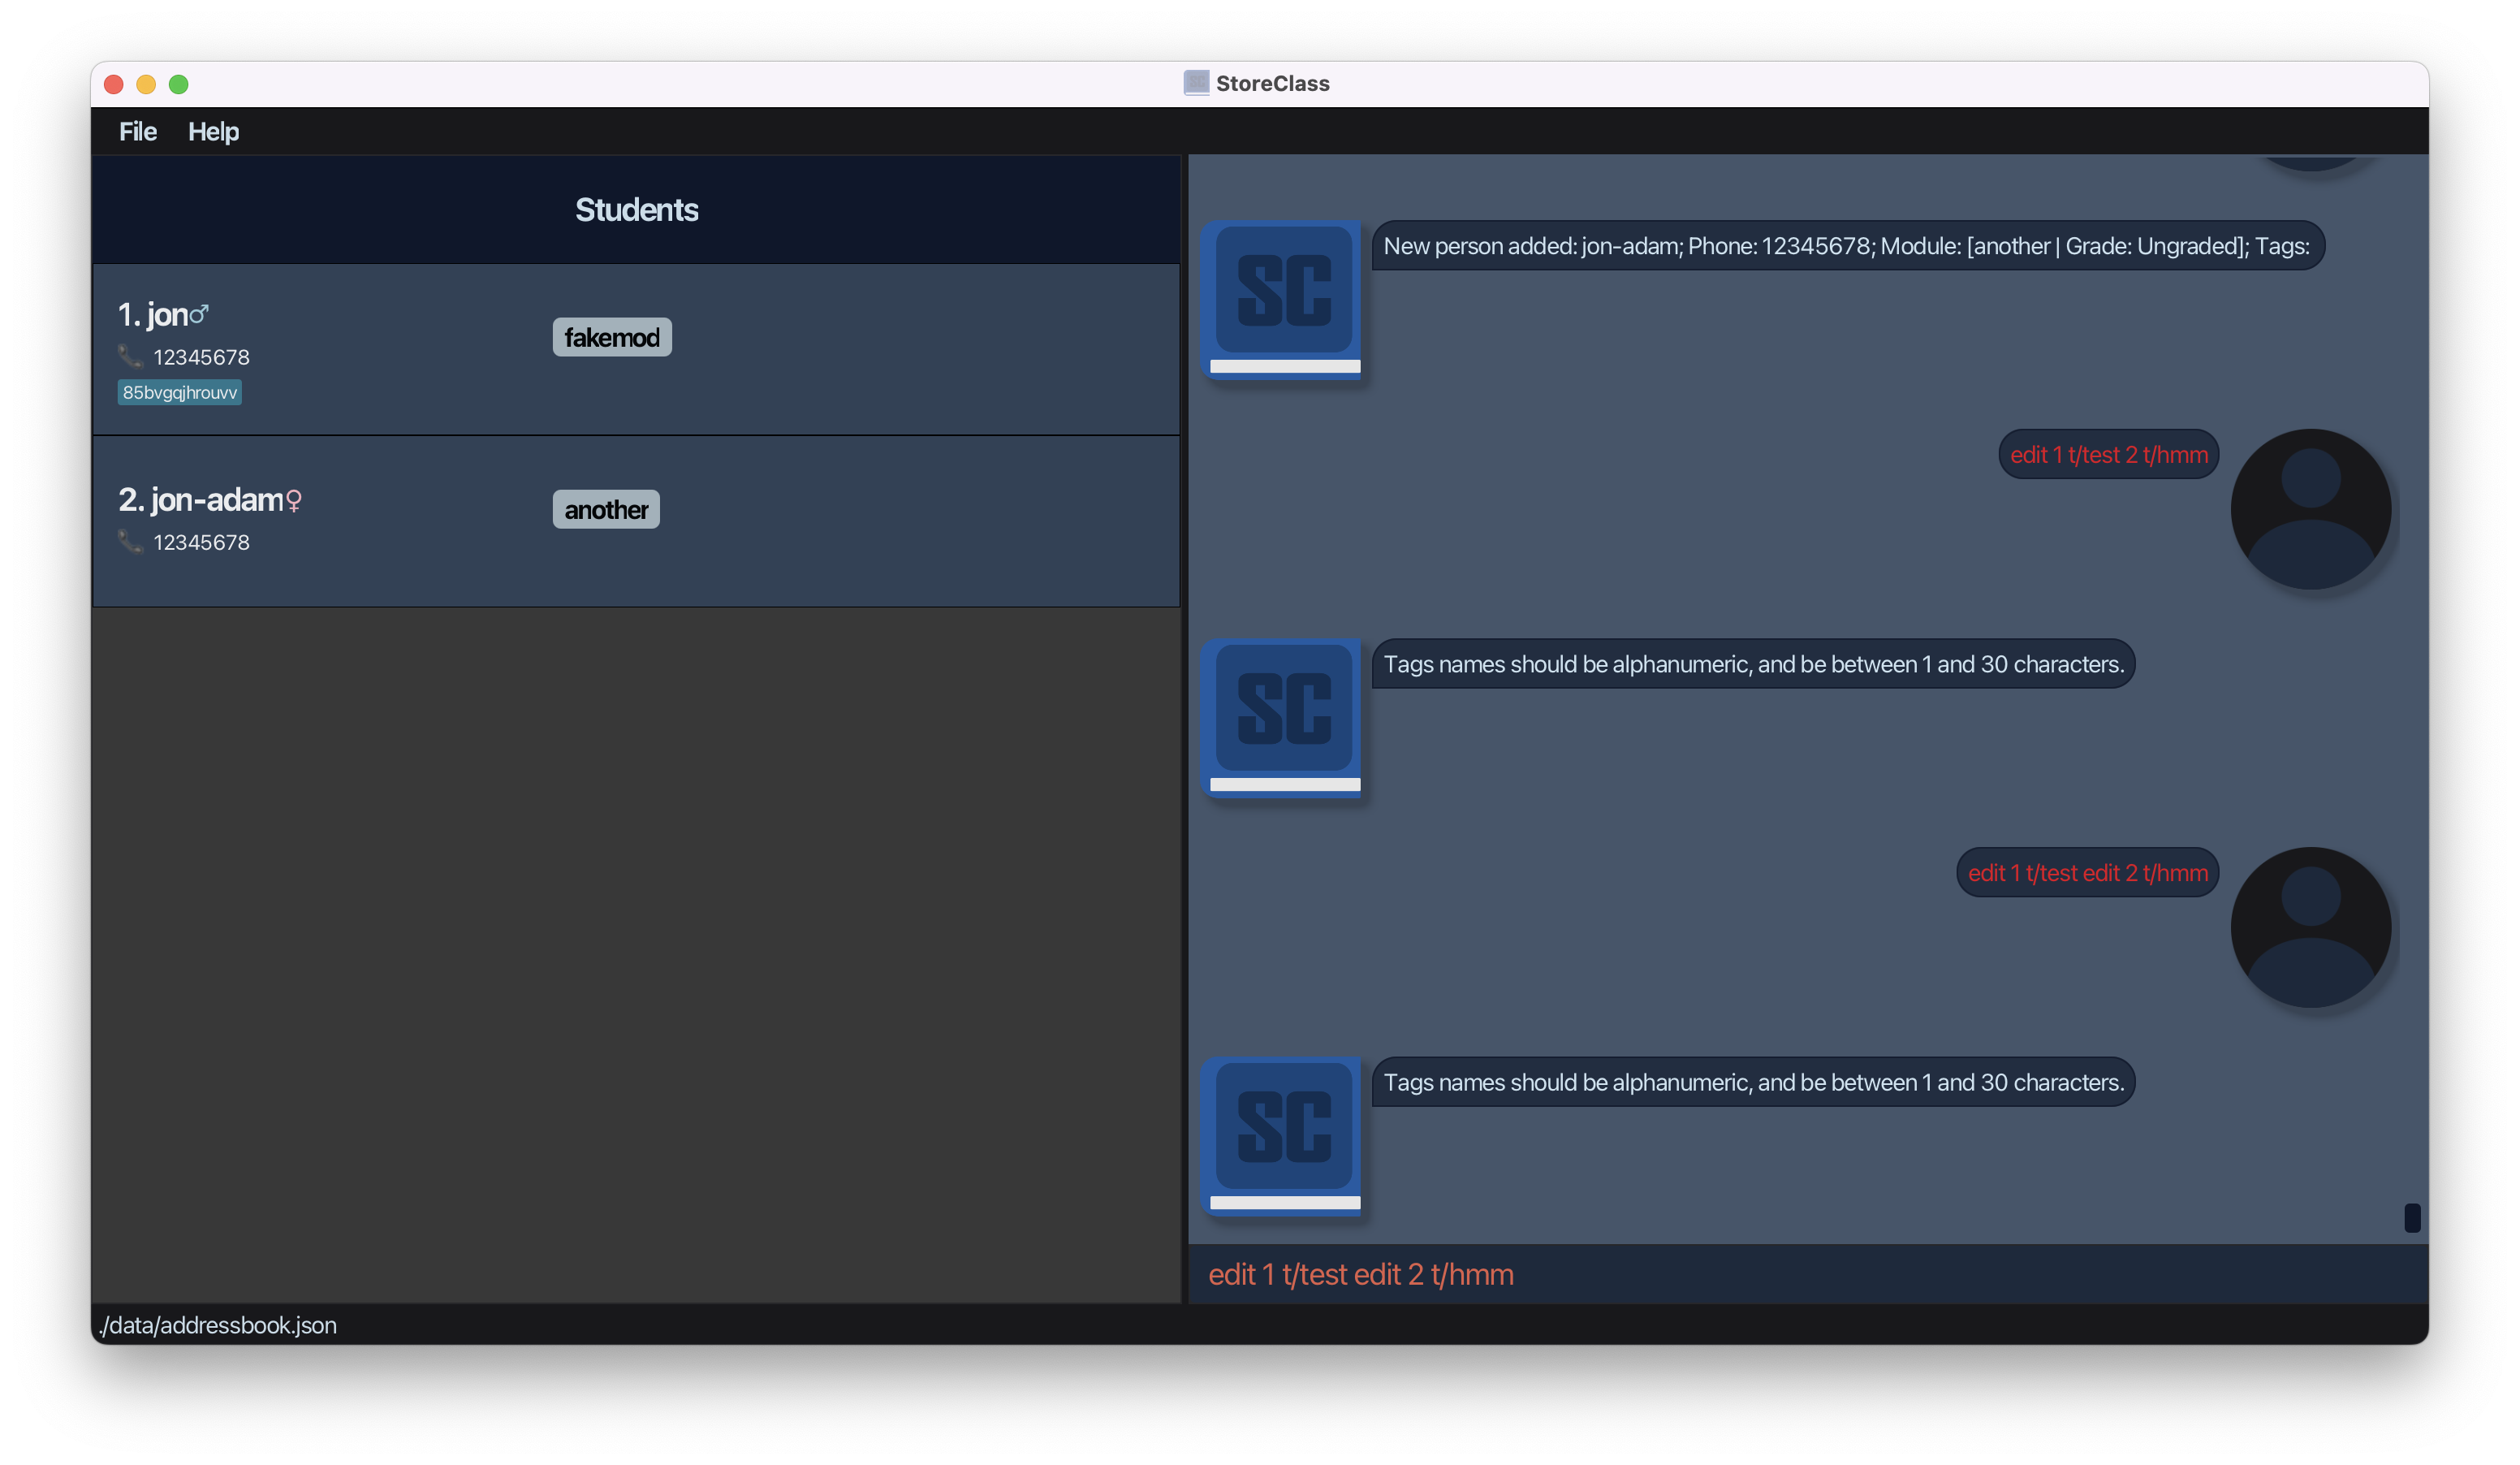 StoreClass
File Help
Students
1. jon♂
12345678
85bvgqjhrouvv
fakemod
2. jon-adam♀
12345678
another
SC
New person added: jon-adam; Phone: 12345678; Module: [another | Grade: Ungraded]; Tags:
edit 1 t/test 2 t/hmm
SC
Tags names should be alphanumeric, and be between 1 and 30 characters.
edit 1 t/test edit 2 t/hmm
SC
Tags names should be alphanumeric, and be between 1 and 30 characters.
edit 1 t/test edit 2 t/hmm
./data/addressbook.json